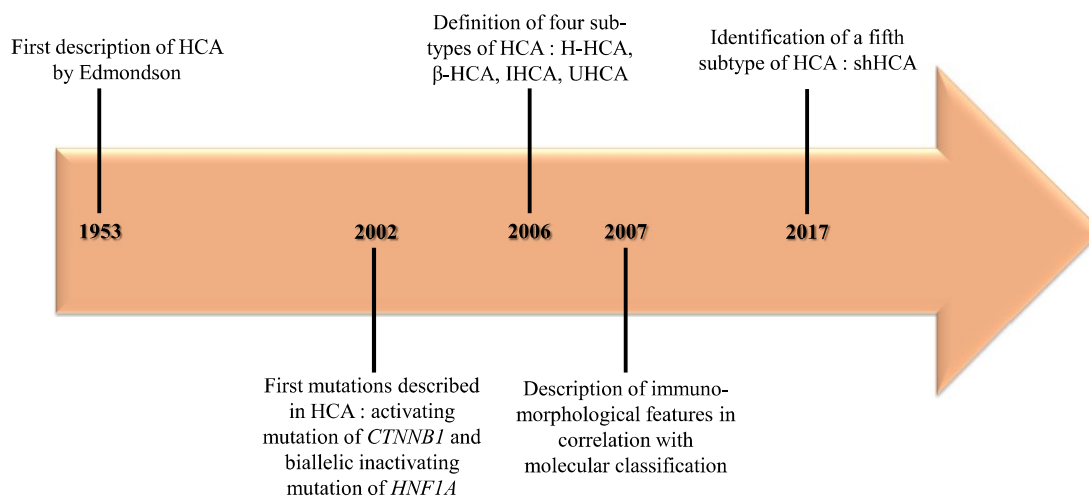 First description of HCA
by Edmondson
Definition of four sub-
types of HCA : H-HCA,
β-HCA, IHCA, UHCA
Identification of a fifth
subtype of HCA : shHCA
1953
2002
2006
2007
2017
First mutations described
in HCA : activating
mutation of CTNNB1 and
biallelic inactivating
mutation of HNF1A
Description of immuno-
morphological features in
correlation with
molecular classification